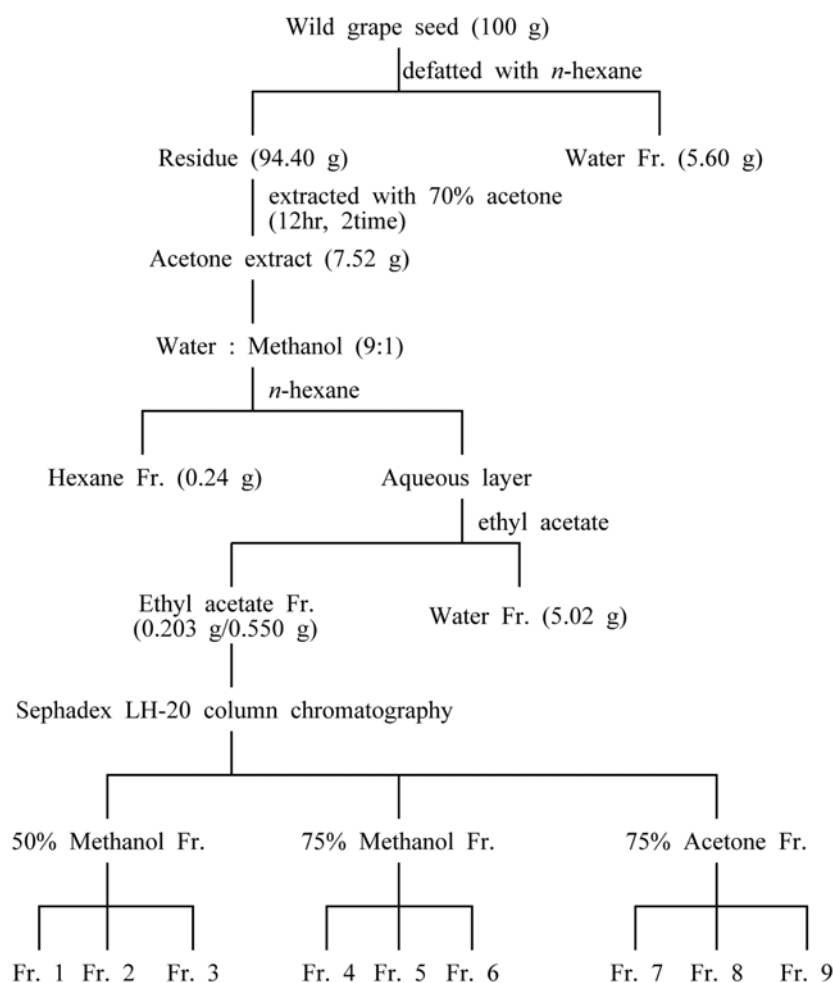 Wild grape seed (100 g)
defatted with n-hexane
Residue (94.40 g)
Water Fr. (5.60 g)
extracted with 70% acetone
(12hr, 2time)
Acetone extract (7.52 g)
Water : Methanol (9:1)
n-hexane
Hexane Fr. (0.24 g)
Aqueous layer
ethyl acetate
Ethyl acetate Fr.
(0.203 g/0.550 g)
Water Fr. (5.02 g)
Sephadex LH-20 column chromatography
50% Methanol Fr.
75% Methanol Fr.
75% Acetone Fr.
Fr. 1 Fr. 2 Fr. 3 Fr. 4 Fr. 5 Fr. 6 Fr. 7 Fr. 8 Fr. 9